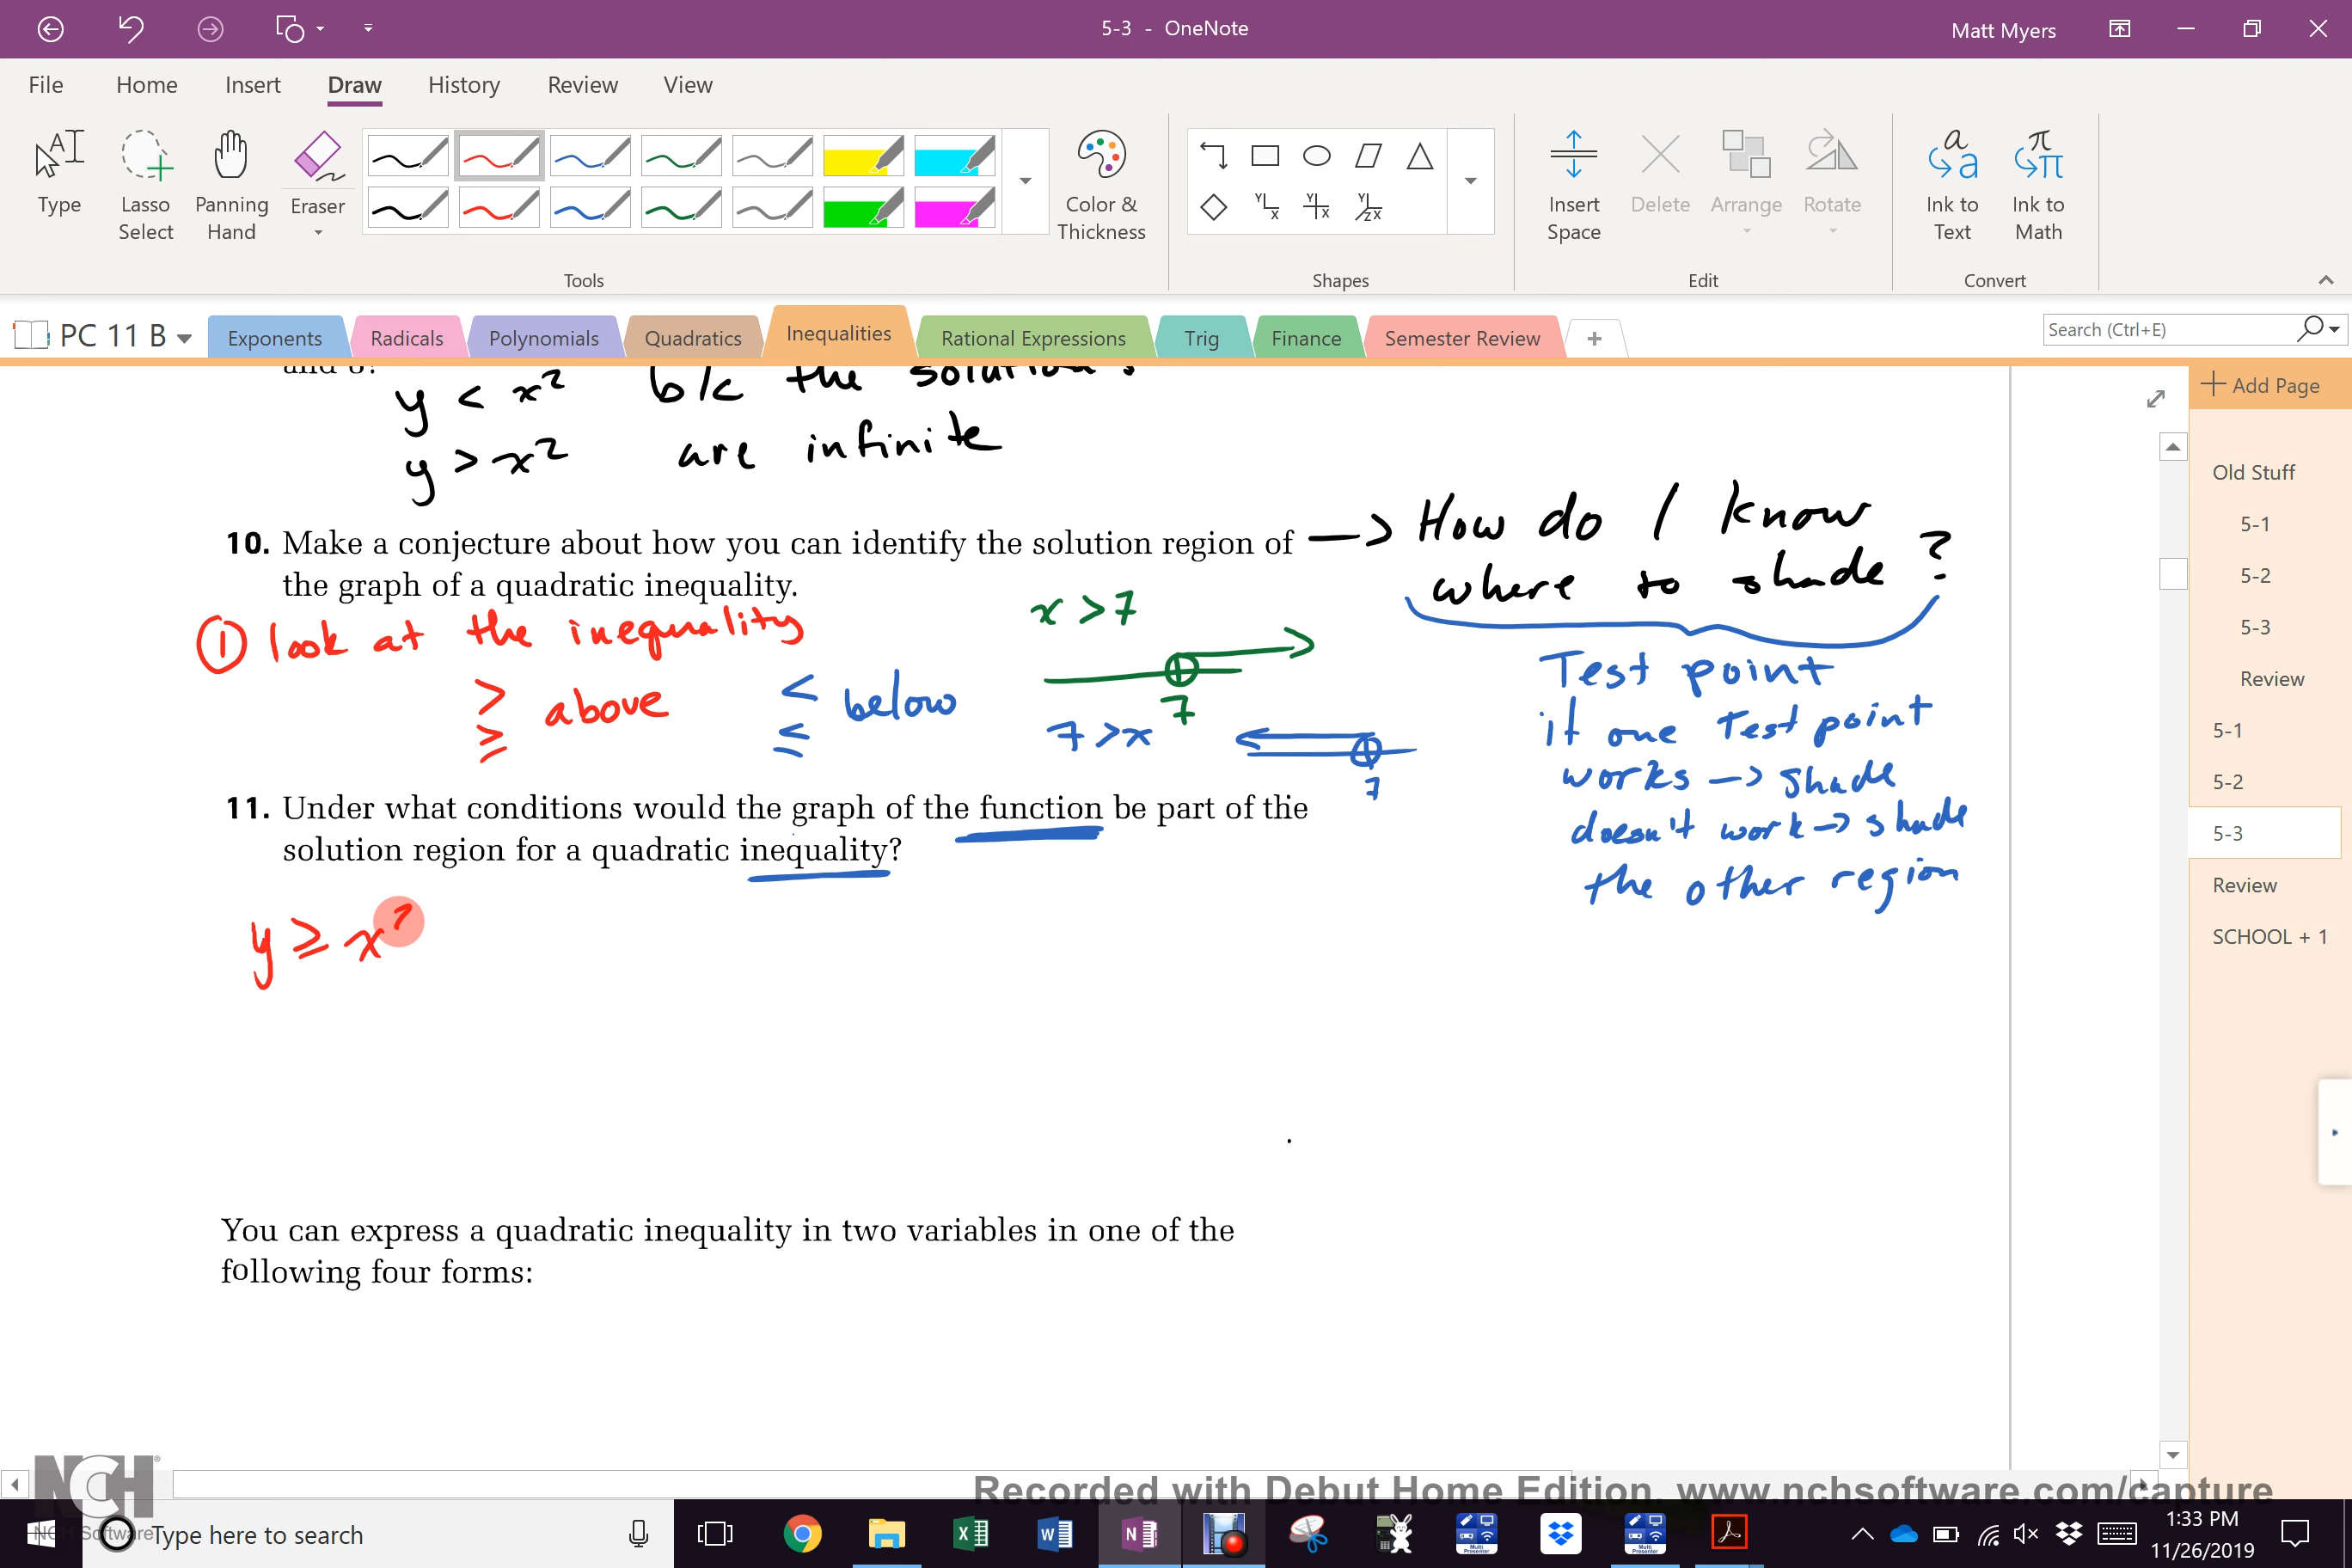 5-3 - OneNote
Matt Myers
File Home Insert Draw History Review View
Type
Lasso Select
Panning Hand
Eraser
Color & Thickness
Insert Space
Delete
Arrange
Rotate
Ink to Text
Ink to Math
Tools
Shapes
Edit
Convert
PC 11 B
Exponents Radicals Polynomials Quadratics Inequalities Rational Expressions Trig Finance Semester Review +
Search (Ctrl+E)
Add Page
Old Stuff
5-1
5-2
5-3
Review
5-1
5-2
5-3
Review
SCHOOL + 1
y < x² b/c the solution
y > x² are infinite
10. Make a conjecture about how you can identify the solution region of
the graph of a quadratic inequality.
→ How do I know
where to shade ?
① look at the inequality
> above < below
≥ ≤
x > 7
7
7 > x
7
Test point
if one Test point
works → shade
doesn't work → shade
the other region
11. Under what conditions would the graph of the function be part of the
solution region for a quadratic inequality?
y ≥ x²
You can express a quadratic inequality in two variables in one of the
following four forms:
NCH®
NCH Software
Recorded with Debut Home Edition. www.nchsoftware.com/capture
Type here to search
1:33 PM
11/26/2019